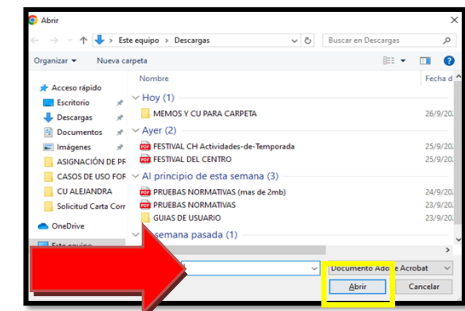 Abrir
Este equipo > Descargas
Buscar en Descargas
Organizar
Nueva carpeta
Nombre
Fecha d
Acceso rápido
Escritorio
Descargas
Documentos
Imágenes
ASIGNACIÓN DE PR
CASOS DE USO FOR
CU ALEJANDRA
Solicitud Carta Corr
OneDrive
Este equipo
Hoy (1)
MEMOS Y CU PARA CARPETA
26/9/20
Ayer (2)
FESTIVAL CH Actividades-de-Temporada
25/9/20
FESTIVAL DEL CENTRO
25/9/20
Al principio de esta semana (3)
PRUEBAS NORMATIVAS (mas de 2mb)
24/9/20
PRUEBAS NORMATIVAS
23/9/20
GUIAS DE USUARIO
23/9/20
semana pasada (1)
Documento Adobe Acrobat
Abrir
Cancelar